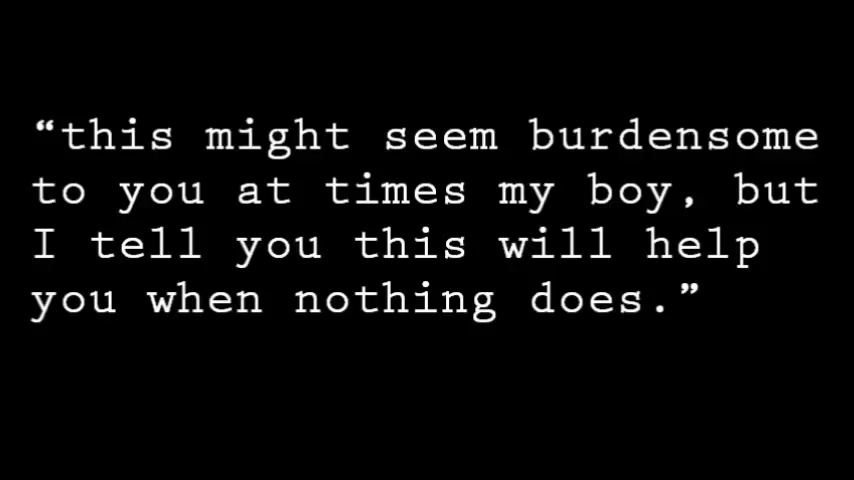 “this might seem burdensome
to you at times my boy, but
I tell you this will help
you when nothing does.”